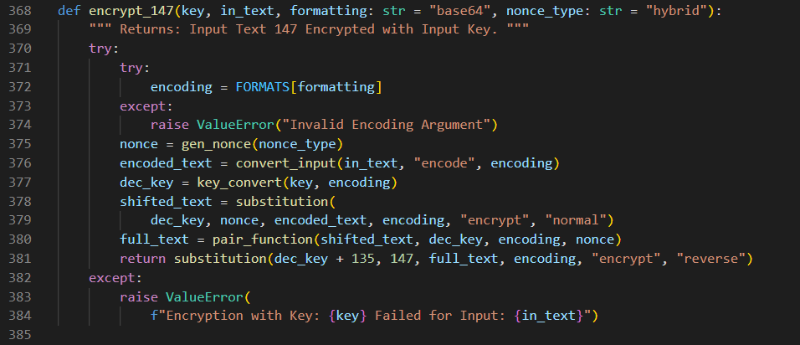 368 def encrypt_147(key, in_text, formatting: str = "base64", nonce_type: str = "hybrid"):
369     """ Returns: Input Text 147 Encrypted with Input Key. """
370     try:
371         try:
372             encoding = FORMATS[formatting]
373         except:
374             raise ValueError("Invalid Encoding Argument")
375         nonce = gen_nonce(nonce_type)
376         encoded_text = convert_input(in_text, "encode", encoding)
377         dec_key = key_convert(key, encoding)
378         shifted_text = substitution(
379             dec_key, nonce, encoded_text, encoding, "encrypt", "normal")
380         full_text = pair_function(shifted_text, dec_key, encoding, nonce)
381         return substitution(dec_key + 135, 147, full_text, encoding, "encrypt", "reverse")
382     except:
383         raise ValueError(
384             f"Encryption with Key: {key} Failed for Input: {in_text}")
385